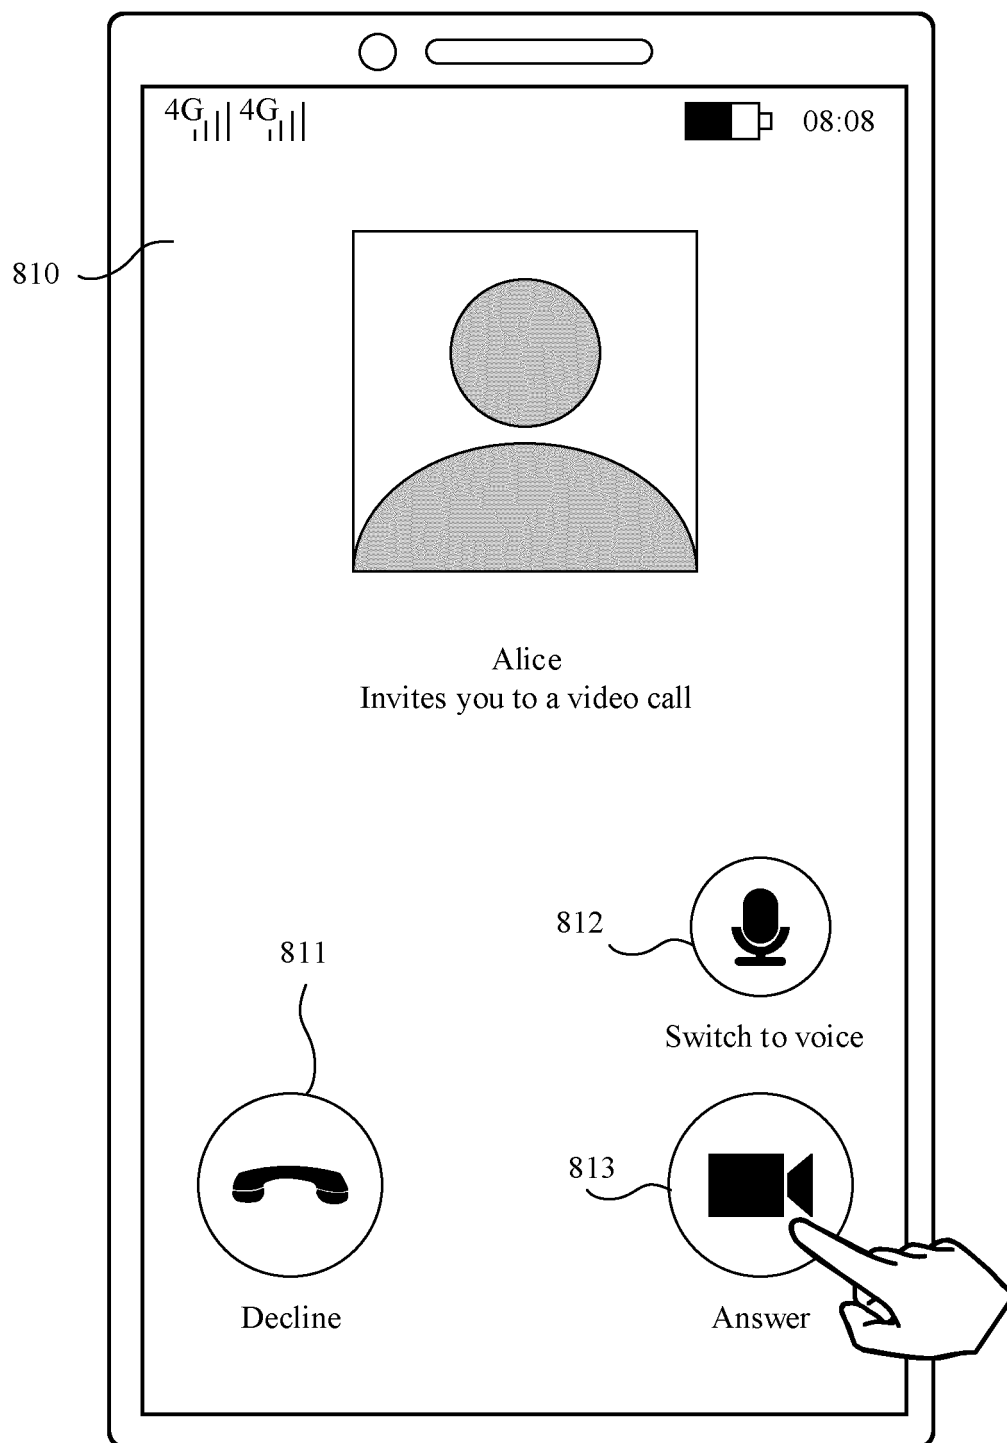 4G 4G 08:08
810
Alice
Invites you to a video call
812
811
Switch to voice
813
Decline Answer